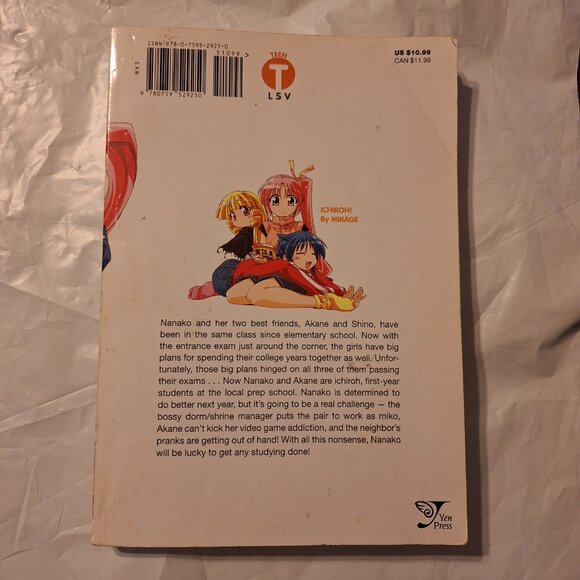 ISBN 978-0-7595-2925-0
51099>
EAN
9 780759 529250
TEEN
T
LSV
US $10.99
CAN $11.99
ICHIROH!
By MIKAGE
Nanako and her two best friends, Akane and Shino, have
been in the same class since elementary school. Now with
the entrance exam just around the corner, the girls have big
plans for spending their college years together as well. Unfor-
tunately, those big plans hinged on all three of them passing
their exams . . . Now Nanako and Akane are ichiroh, first-year
students at the local prep school. Nanako is determined to
do better next year, but it's going to be a real challenge — the
bossy dorm/shrine manager puts the pair to work as miko,
Akane can't kick her video game addiction, and the neighbor's
pranks are getting out of hand! With all this nonsense, Nanako
will be lucky to get any studying done!
Yen
Press